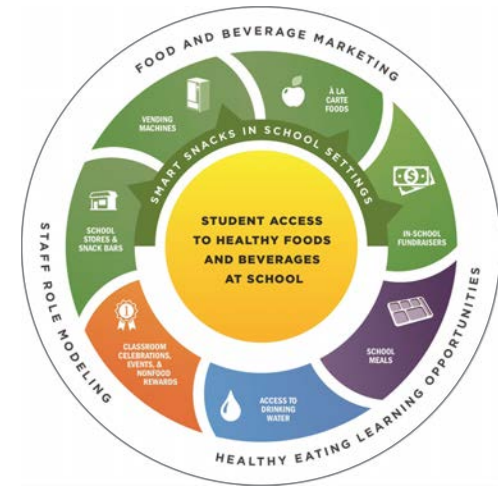 FOOD AND BEVERAGE MARKETING
À LA
CARTE
FOODS
VENDING
MACHINES
SMART SNACKS IN SCHOOL SETTINGS
SCHOOL
STORES &
SNACK BARS
IN-SCHOOL
FUNDRAISERS
STUDENT ACCESS
TO HEALTHY FOODS
AND BEVERAGES
AT SCHOOL
STAFF ROLE MODELING
CLASSROOM
CELEBRATIONS,
EVENTS, &
NONFOOD
REWARDS
SCHOOL
MEALS
ACCESS TO
DRINKING
WATER
HEALTHY EATING LEARNING OPPORTUNITIES